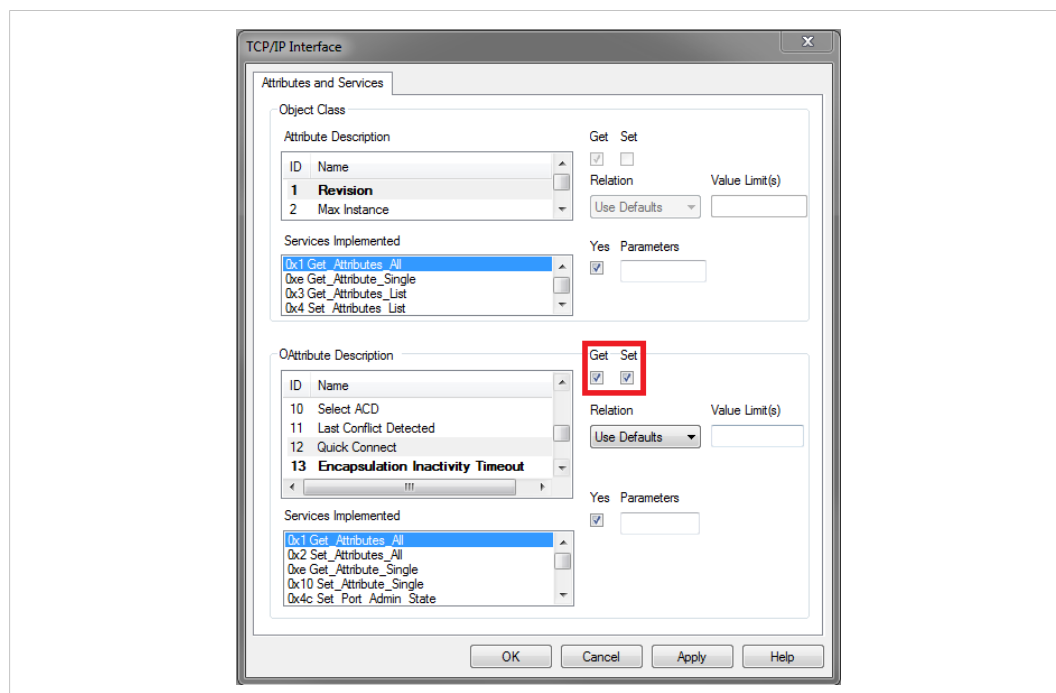 TCP/IP Interface
Attributes and Services
Object Class
Attribute Description
Get Set
ID Name
1 Revision
2 Max Instance
Relation Value Limit(s)
Use Defaults
Services Implemented
Yes Parameters
0x1 Get_Attributes_All
0xe Get_Attribute_Single
0x3 Get_Attributes_List
0x4 Set_Attributes_List
OAttribute Description
Get Set
ID Name
10 Select ACD
11 Last Conflict Detected
12 Quick Connect
13 Encapsulation Inactivity Timeout
Relation Value Limit(s)
Use Defaults
Services Implemented
Yes Parameters
0x1 Get_Attributes_All
0x2 Set_Attributes_All
0xe Get_Attribute_Single
0x10 Set_Attribute_Single
0x4c Set_Port_Admin_State
OK Cancel Apply Help